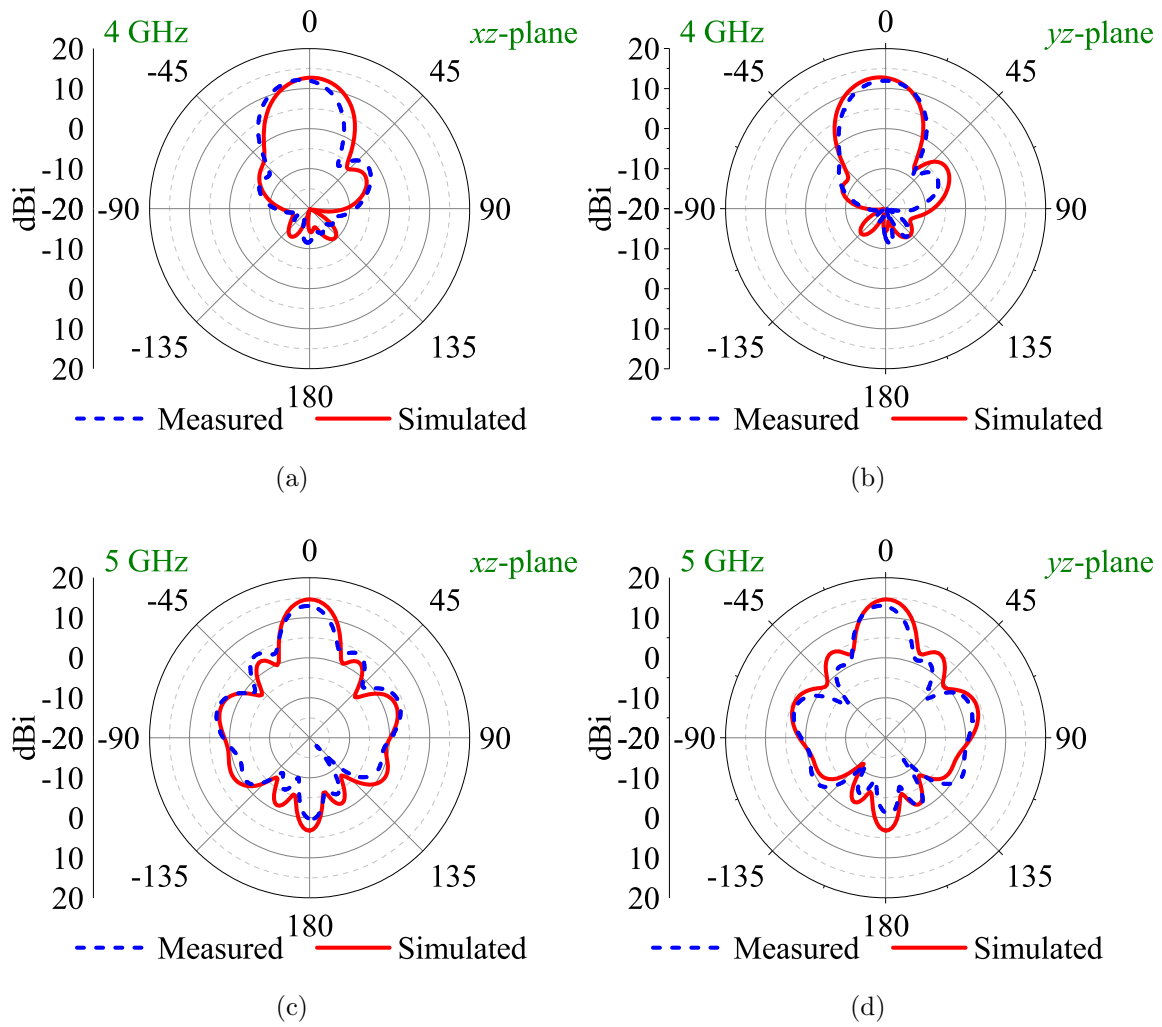 4 GHz 0 xz-plane
20 -45 45
10
0
-10
dBi -20 -90 90
-10
0
10 -135 135
20 180
Measured Simulated
(a)
4 GHz 0 yz-plane
20 -45 45
10
0
-10
dBi -20 -90 90
-10
0
10 -135 135
20 180
Measured Simulated
(b)
5 GHz 0 xz-plane
20 -45 45
10
0
-10
dBi -20 -90 90
-10
0
10 -135 135
20 180
Measured Simulated
(c)
5 GHz 0 yz-plane
20 -45 45
10
0
-10
dBi -20 -90 90
-10
0
10 -135 135
20 180
Measured Simulated
(d)